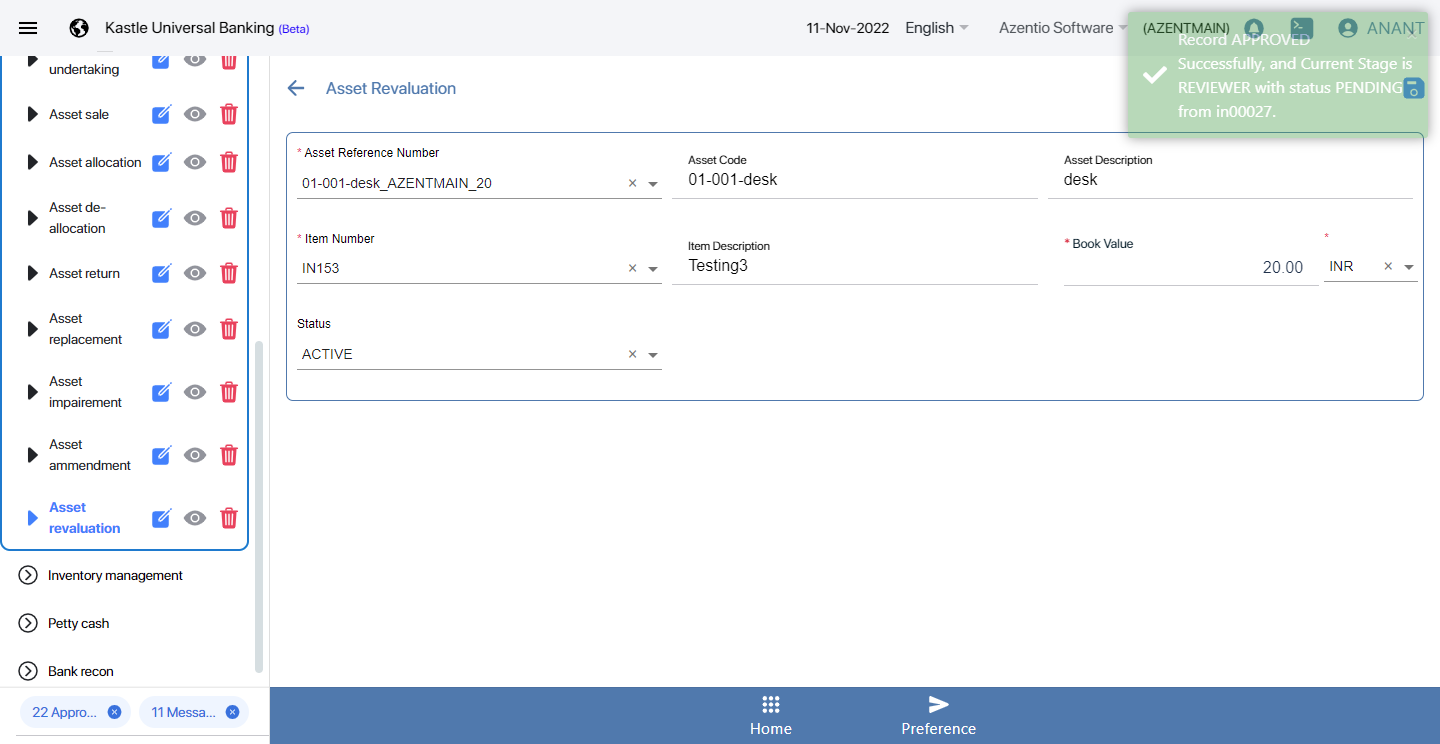 Kastle Universal Banking (Beta)
11-Nov-2022
English
Azentio Software
(AZENTMAIN)
ANANT
Record APPROVED
Successfully, and Current Stage is
REVIEWER with status PENDING
from in00027.
undertaking
Asset sale
Asset allocation
Asset de-
allocation
Asset return
Asset
replacement
Asset
impairement
Asset
ammendment
Asset
revaluation
Inventory management
Petty cash
Bank recon
22 Appro...
11 Messa...
Asset Revaluation
* Asset Reference Number
01-001-desk_AZENTMAIN_20
Asset Code
01-001-desk
Asset Description
desk
* Item Number
IN153
Item Description
Testing3
* Book Value
20.00
*
INR
Status
ACTIVE
Home
Preference